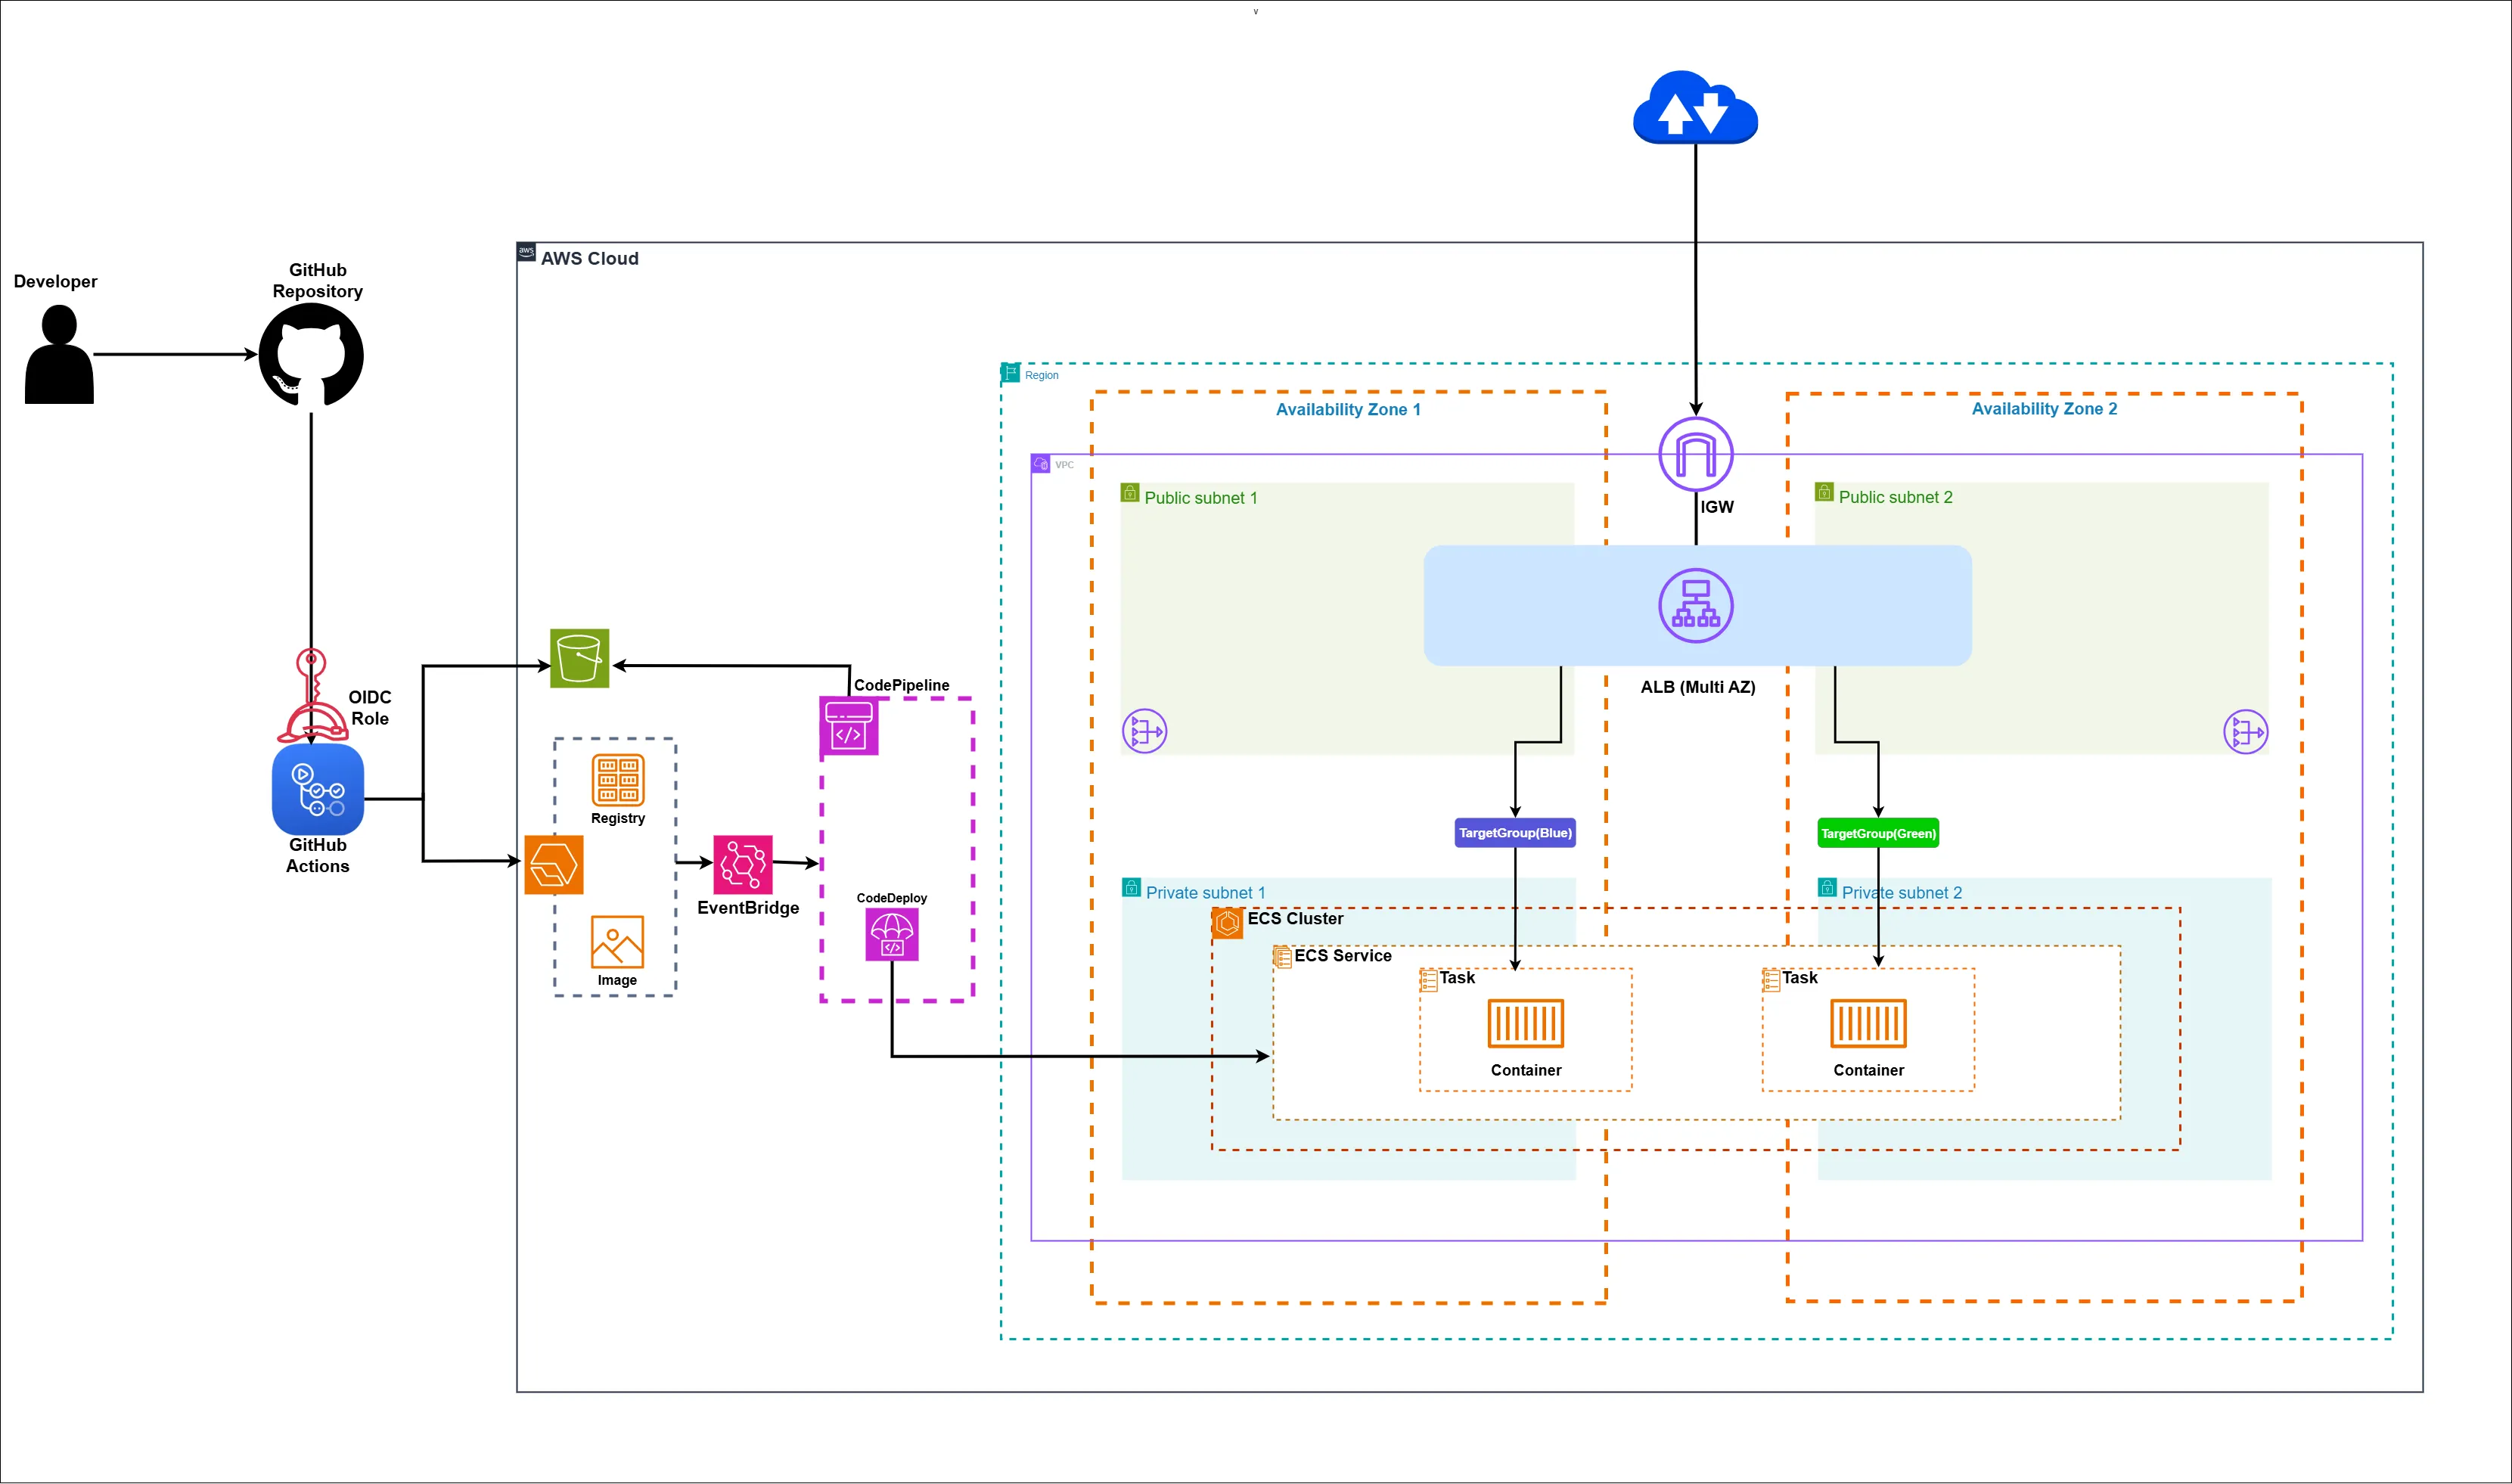 v
Developer
GitHub
Repository
aws
AWS Cloud
Region
Availability Zone 1
Availability Zone 2
VPC
Public subnet 1
IGW
Public subnet 2
OIDC
Role
CodePipeline
ALB (Multi AZ)
Registry
TargetGroup(Blue)
TargetGroup(Green)
GitHub
Actions
EventBridge
CodeDeploy
Image
Private subnet 1
Private subnet 2
ECS Cluster
ECS Service
Task
Task
Container
Container